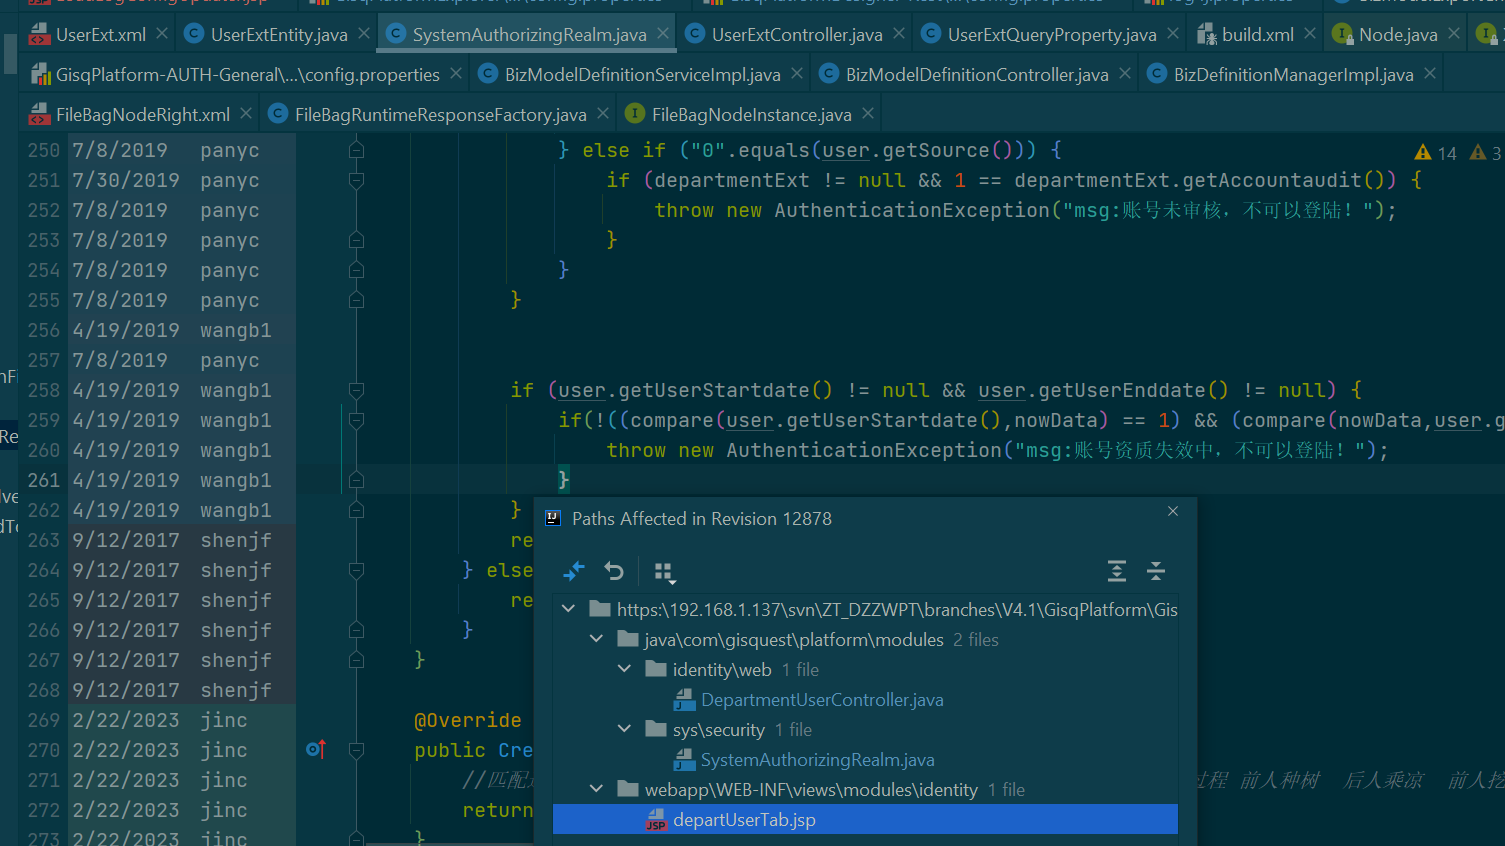 UserExt.xml UserExtEntity.java SystemAuthorizingRealm.java UserExtController.java UserExtQueryProperty.java build.xml Node.java
GisqPlatform-AUTH-General\...\config.properties BizModelDefinitionServiceImpl.java BizModelDefinitionController.java BizDefinitionManagerImpl.java
FileBagNodeRight.xml FileBagRuntimeResponseFactory.java FileBagNodeInstance.java
250 7/8/2019 panyc } else if ("0".equals(user.getSource())) { 14 3
251 7/30/2019 panyc if (departmentExt != null && 1 == departmentExt.getAccountaudit()) {
252 7/8/2019 panyc throw new AuthenticationException("msg:账号未审核，不可以登陆！");
253 7/8/2019 panyc }
254 7/8/2019 panyc }
255 7/8/2019 panyc }
256 4/19/2019 wangb1
257 7/8/2019 panyc
258 4/19/2019 wangb1 if (user.getUserStartdate() != null && user.getUserEnddate() != null) {
259 4/19/2019 wangb1 if(!((compare(user.getUserStartdate(),nowData) == 1) && (compare(nowData,user.g
260 4/19/2019 wangb1 throw new AuthenticationException("msg:账号资质失效中，不可以登陆！");
261 4/19/2019 wangb1 }
262 4/19/2019 wangb1 }
263 9/12/2017 shenjf re
264 9/12/2017 shenjf } else
265 9/12/2017 shenjf re
266 9/12/2017 shenjf }
267 9/12/2017 shenjf }
268 9/12/2017 shenjf
269 2/22/2023 jinc @Override
270 2/22/2023 jinc public Cre
271 2/22/2023 jinc //匹配 过程 前人种树 后人乘凉 前人挖
272 2/22/2023 jinc return
273 2/22/2023 jinc }
Paths Affected in Revision 12878
https:\192.168.1.137\svn\ZT_DZZWPT\branches\V4.1\GisqPlatform\Gis
java\com\gisquest\platform\modules 2 files
identity\web 1 file
DepartmentUserController.java
sys\security 1 file
SystemAuthorizingRealm.java
webapp\WEB-INF\views\modules\identity 1 file
departUserTab.jsp